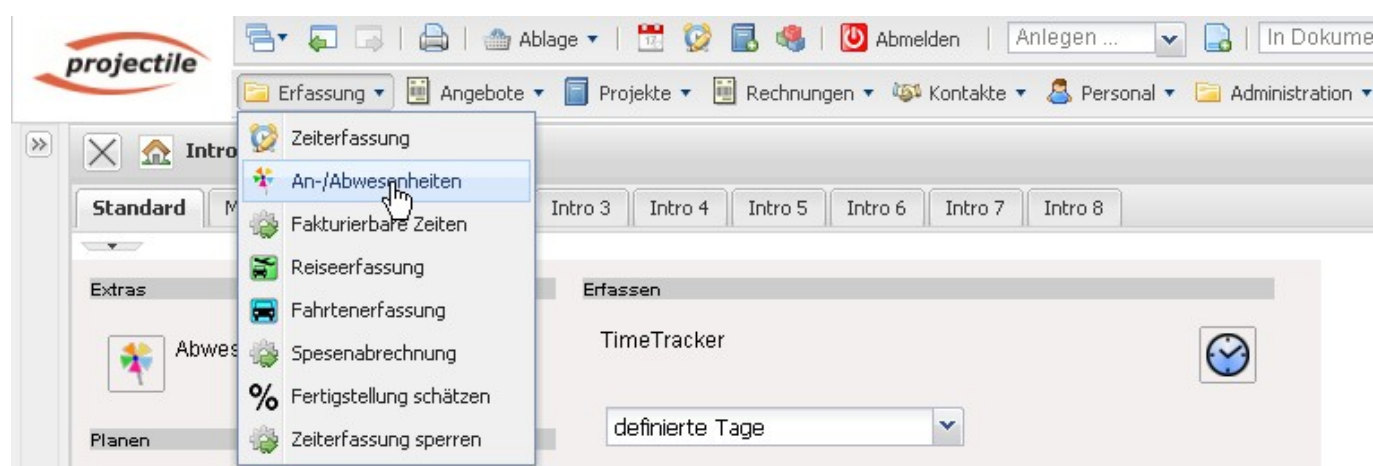 projectile
Ablage
17
Abmelden
Anlegen ...
In Dokume
Erfassung
Angebote
Projekte
Rechnungen
Kontakte
Personal
Administration
Intro
Standard
M
Intro 3
Intro 4
Intro 5
Intro 6
Intro 7
Intro 8
Zeiterfassung
An-/Abwesenheiten
Fakturierbare Zeiten
Reiseerfassung
Fahrtenerfassung
Spesenabrechnung
% Fertigstellung schätzen
Zeiterfassung sperren
Extras
Abwes
Planen
Erfassen
TimeTracker
definierte Tage